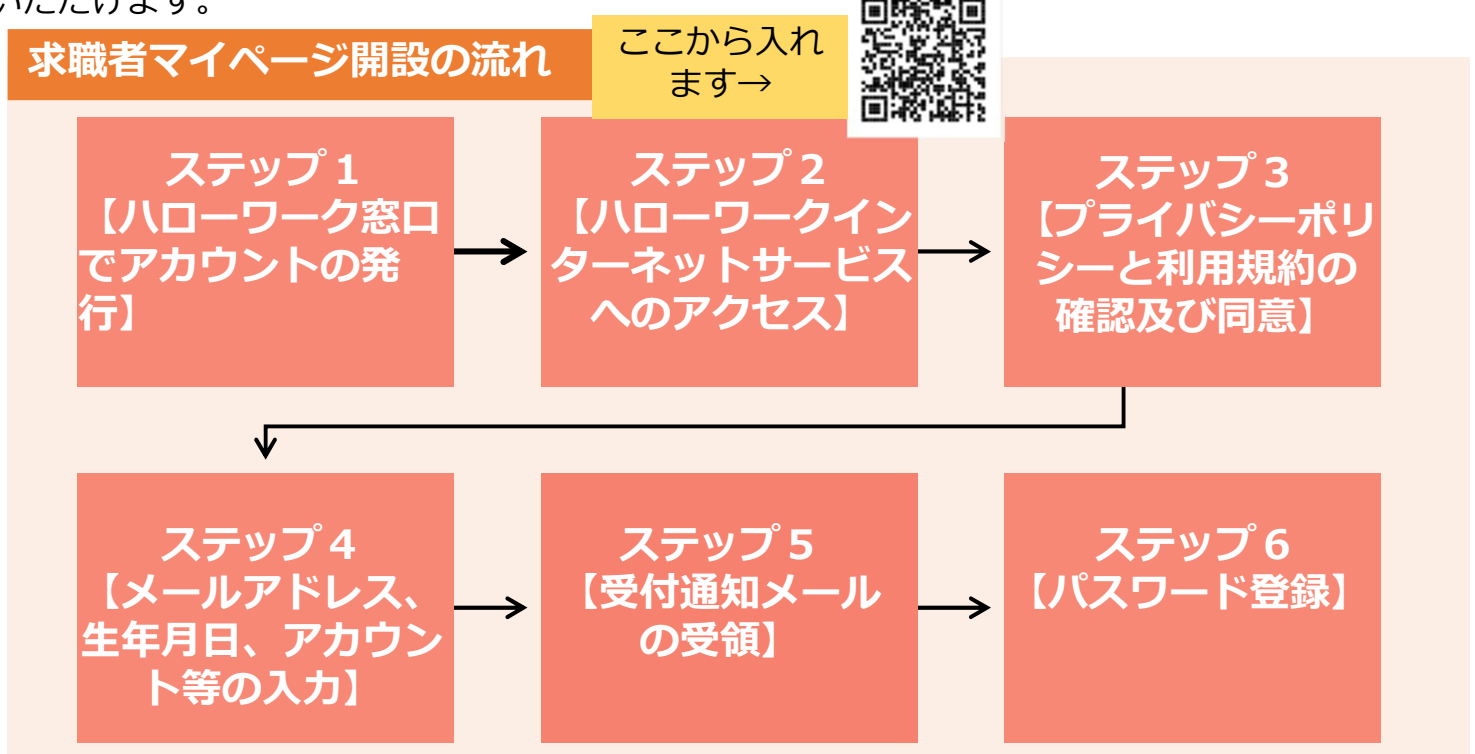 いただけます。
求職者マイページ開設の流れ
ここから入れ
ます→
ステップ１
【ハローワーク窓口
でアカウントの発
行】
ステップ２
【ハローワークイン
ターネットサービス
へのアクセス】
ステップ３
【プライバシーポリ
シーと利用規約の
確認及び同意】
ステップ４
【メールアドレス、
生年月日、アカウン
ト等の入力】
ステップ５
【受付通知メール
の受領】
ステップ６
【パスワード登録】